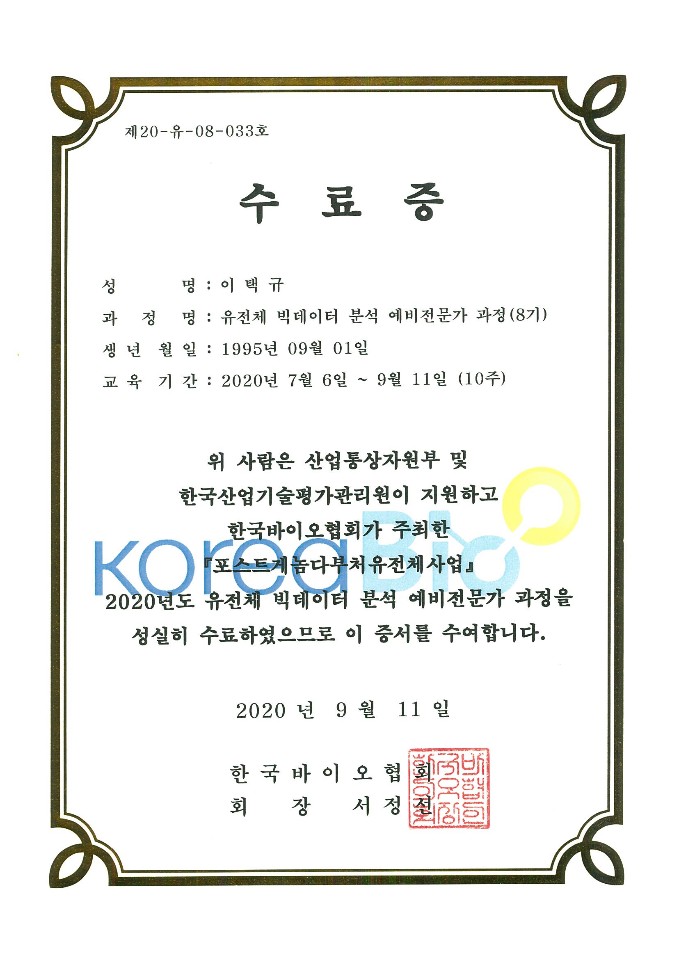 제20-유-08-033호
수 료 증
성 명 : 이 택 규
과 정 명 : 유전체 빅데이터 분석 예비전문가 과정(8기)
생 년 월 일 : 1995년 09월 01일
교 육 기 간 : 2020년 7월 6일 ~ 9월 11일 (10주)
위 사람은 산업통상자원부 및
한국산업기술평가관리원이 지원하고
한국바이오협회가 주최한
koreaBio
『포스트게놈다부처유전체사업』
2020년도 유전체 빅데이터 분석 예비전문가 과정을
성실히 수료하였으므로 이 증서를 수여합니다.
2020 년 9 월 11 일
한 국 바 이 오 협 회
회 장 서 정 선